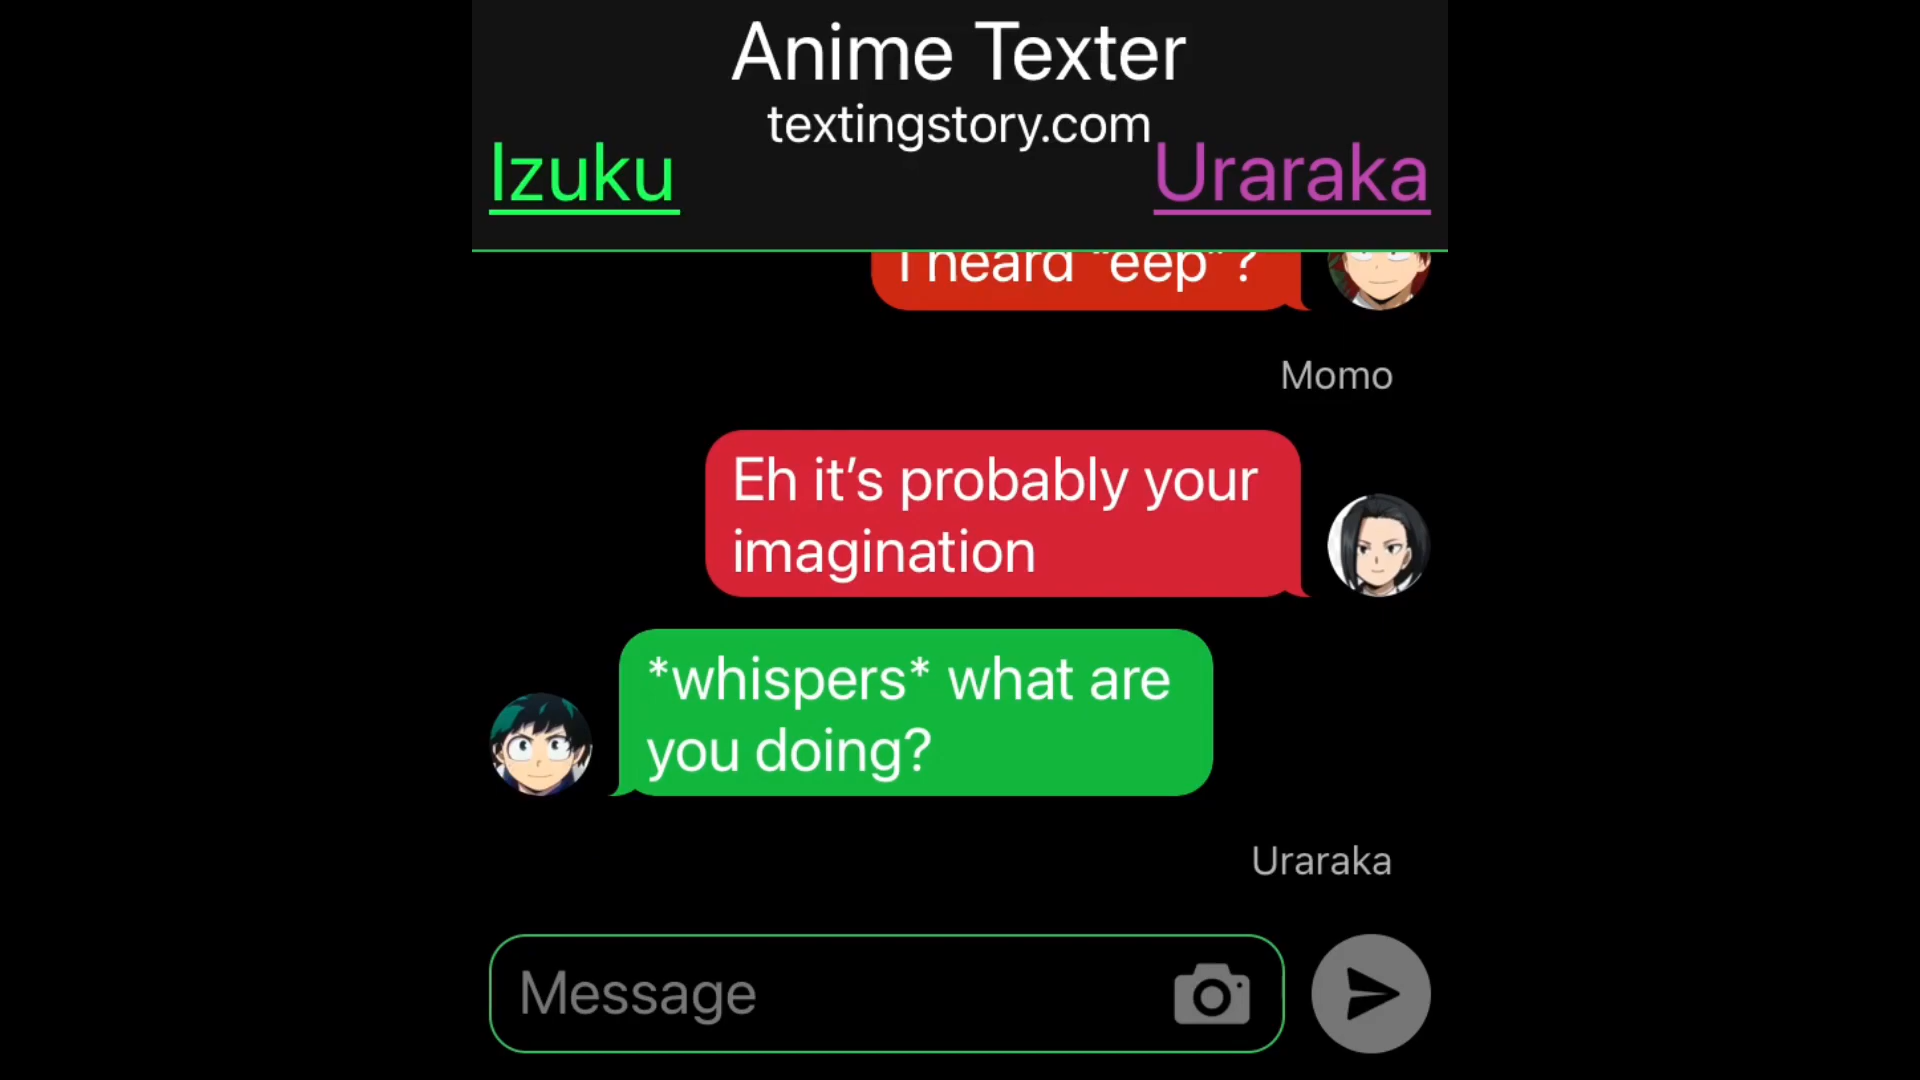 Anime Texter
textingstory.com
Izuku
Uraraka
I heard "eep" ?
Momo
Eh it’s probably your
imagination
*whispers* what are
you doing?
Uraraka
Message